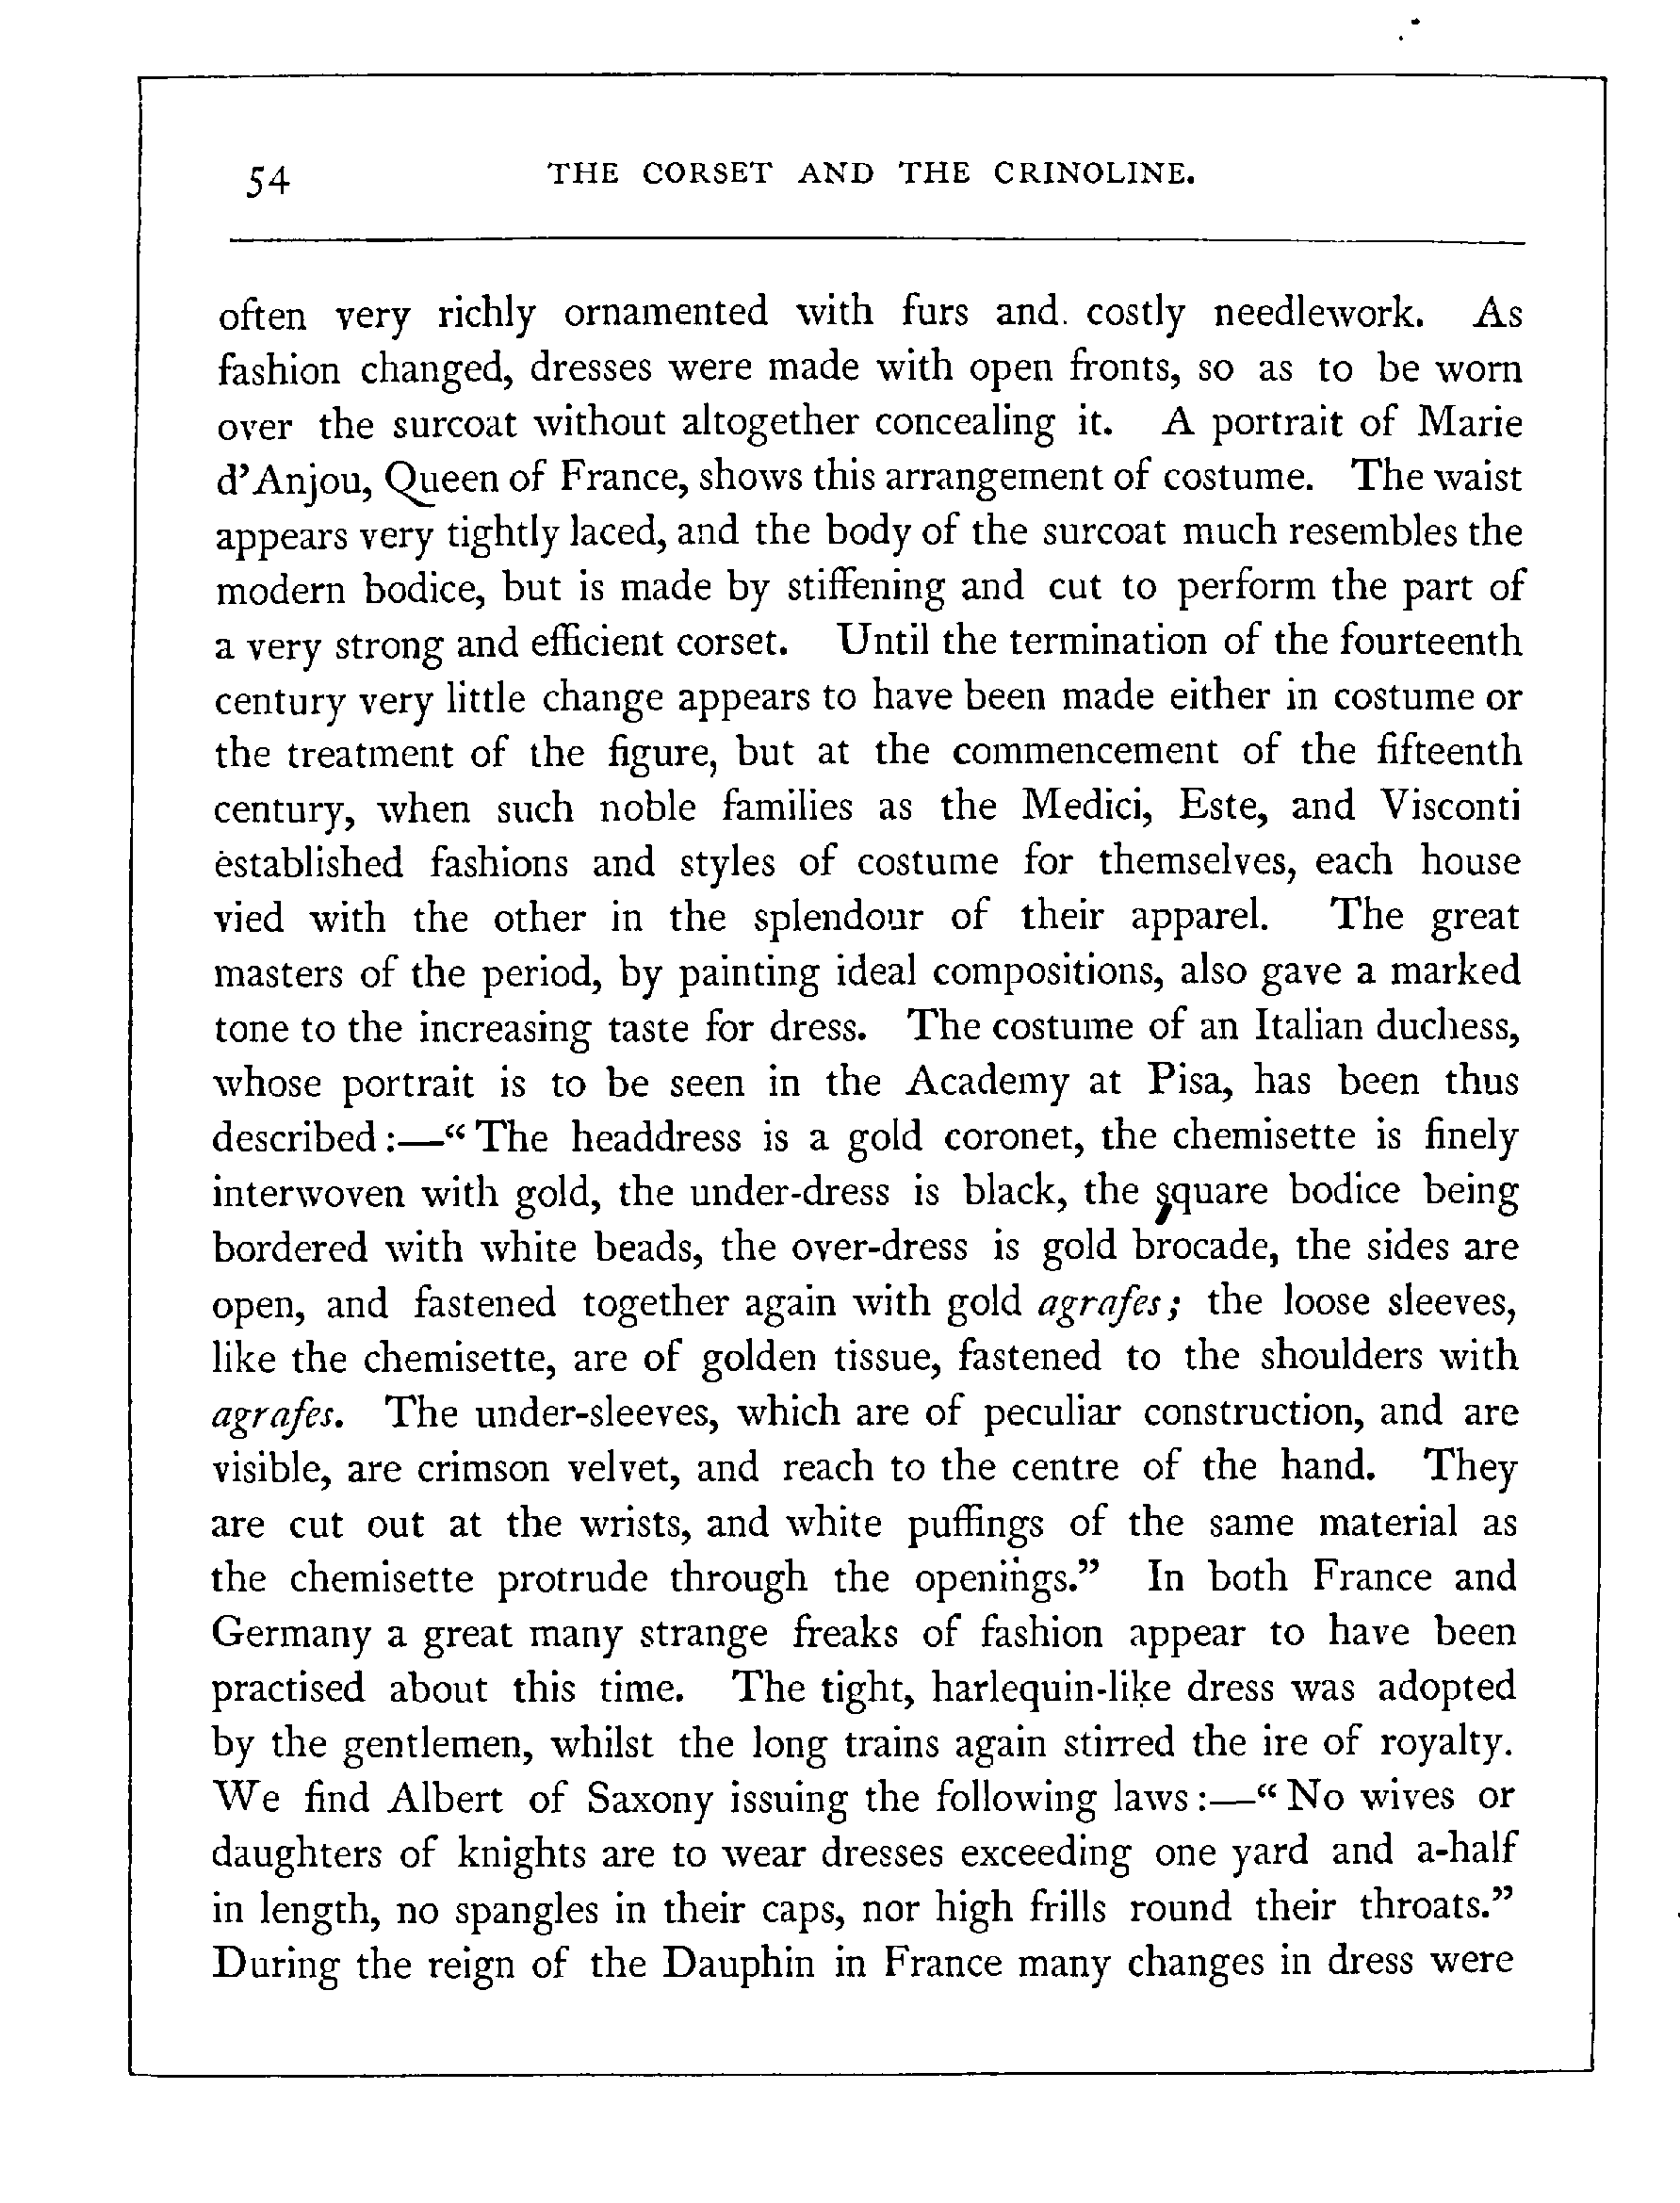 54 THE CORSET AND THE CRINOLINE.
often very richly ornamented with furs and. costly needlework. As
fashion changed, dresses were made with open fronts, so as to be worn
over the surcoat without altogether concealing it. A portrait of Marie
d’Anjou, Queen of France, shows this arrangement of costume. The waist
appears very tightly laced, and the body of the surcoat much resembles the
modern bodice, but is made by stiffening and cut to perform the part of
a very strong and efficient corset. Until the termination of the fourteenth
century very little change appears to have been made either in costume or
the treatment of the figure, but at the commencement of the fifteenth
century, when such noble families as the Medici, Este, and Visconti
established fashions and styles of costume for themselves, each house
vied with the other in the splendour of their apparel. The great
masters of the period, by painting ideal compositions, also gave a marked
tone to the increasing taste for dress. The costume of an Italian duchess,
whose portrait is to be seen in the Academy at Pisa, has been thus
described:—“The headdress is a gold coronet, the chemisette is finely
interwoven with gold, the under-dress is black, the square bodice being
bordered with white beads, the over-dress is gold brocade, the sides are
open, and fastened together again with gold agrafes; the loose sleeves,
like the chemisette, are of golden tissue, fastened to the shoulders with
agrafes. The under-sleeves, which are of peculiar construction, and are
visible, are crimson velvet, and reach to the centre of the hand. They
are cut out at the wrists, and white puffings of the same material as
the chemisette protrude through the openings.” In both France and
Germany a great many strange freaks of fashion appear to have been
practised about this time. The tight, harlequin-like dress was adopted
by the gentlemen, whilst the long trains again stirred the ire of royalty.
We find Albert of Saxony issuing the following laws:—“No wives or
daughters of knights are to wear dresses exceeding one yard and a-half
in length, no spangles in their caps, nor high frills round their throats.”
During the reign of the Dauphin in France many changes in dress were